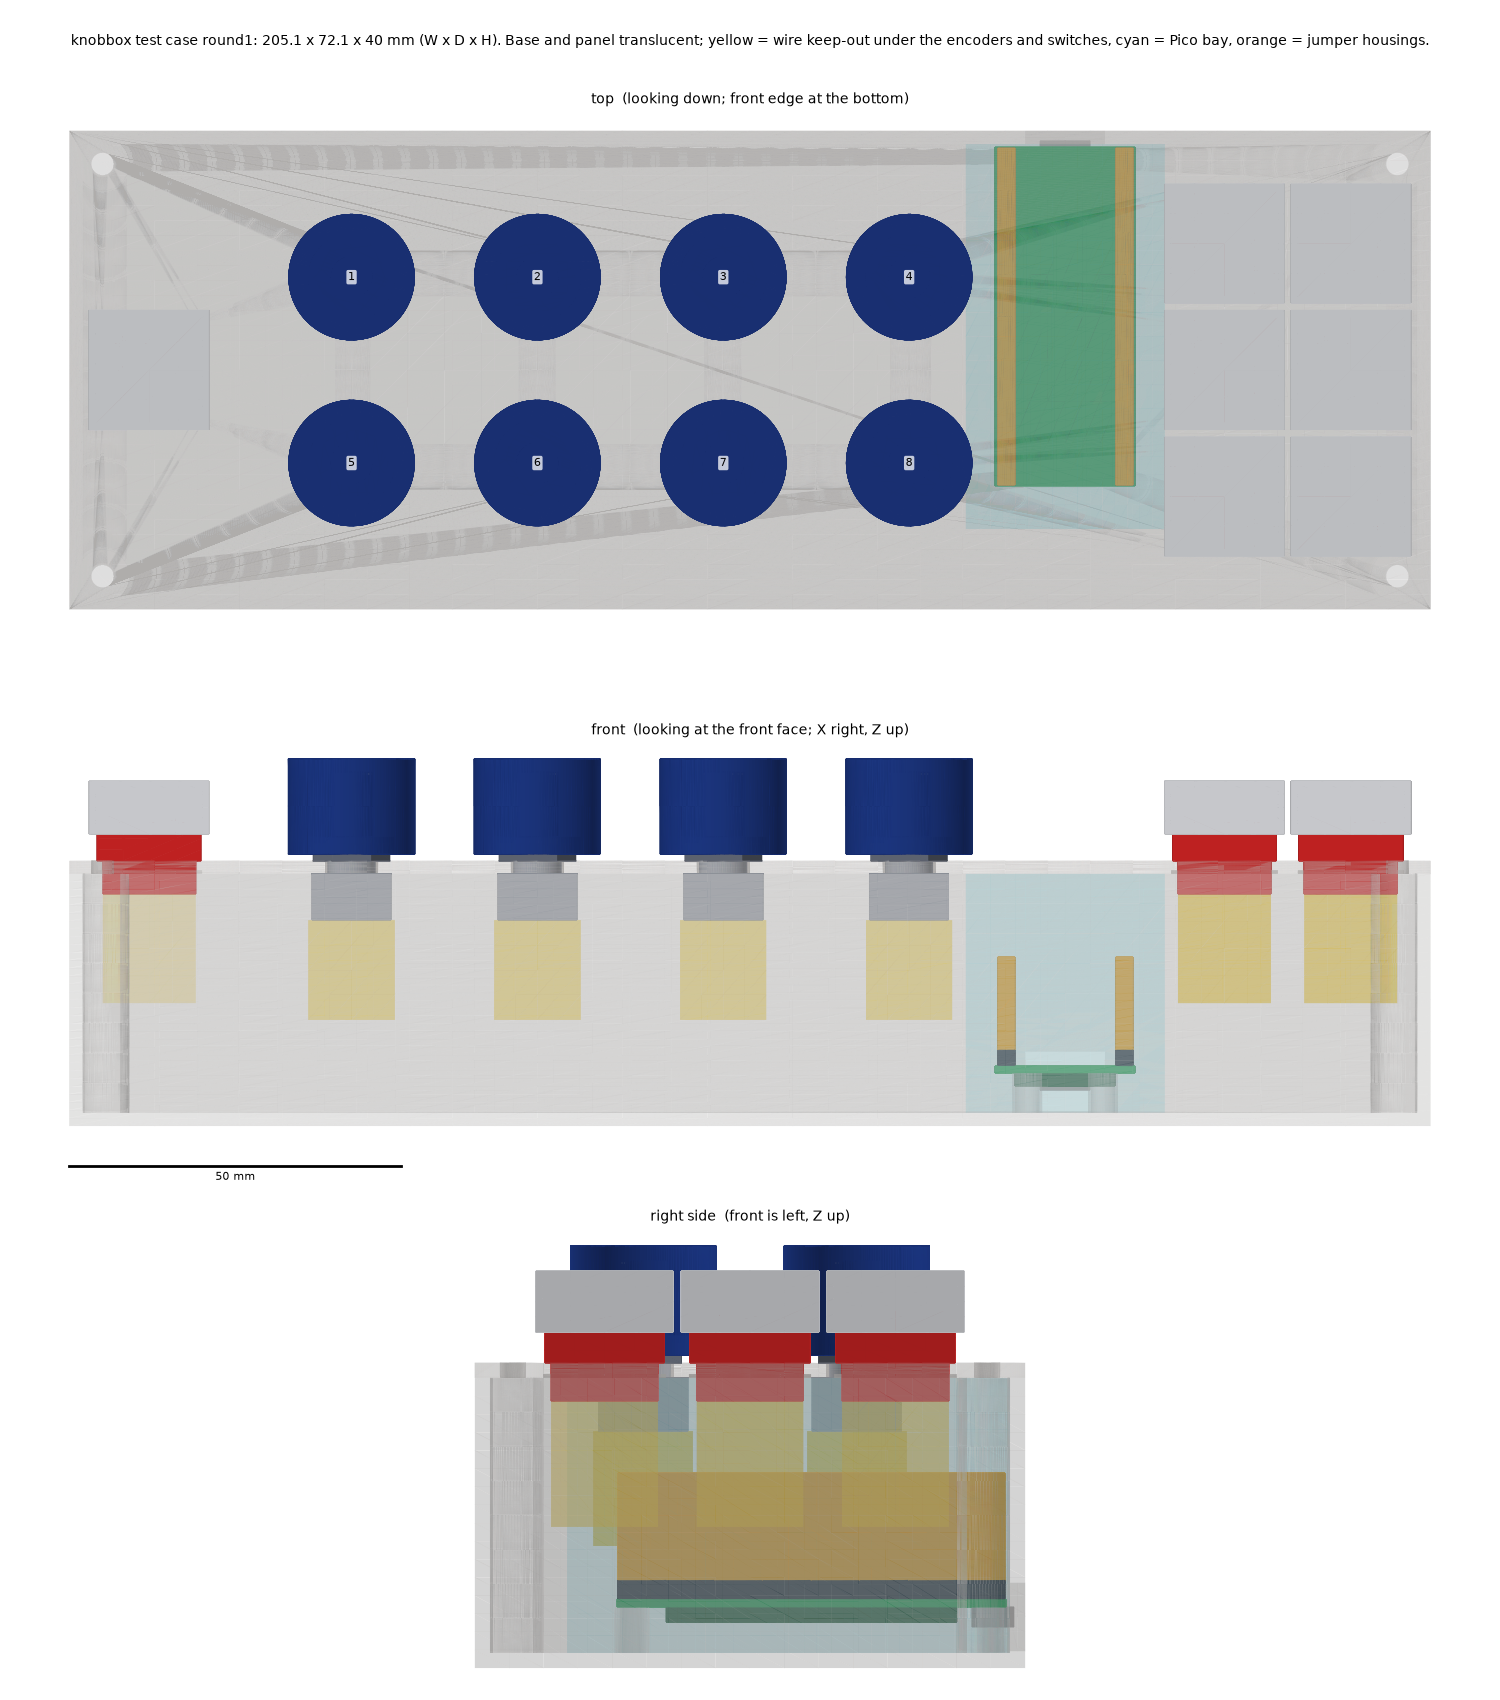 knobbox test case round1: 205.1 x 72.1 x 40 mm (W x D x H). Base and panel translucent; yellow = wire keep-out under the encoders and switches, cyan = Pico bay, orange = jumper housings.
top  (looking down; front edge at the bottom)
1
2
3
4
5
6
7
8
front  (looking at the front face; X right, Z up)
50 mm
right side  (front is left, Z up)